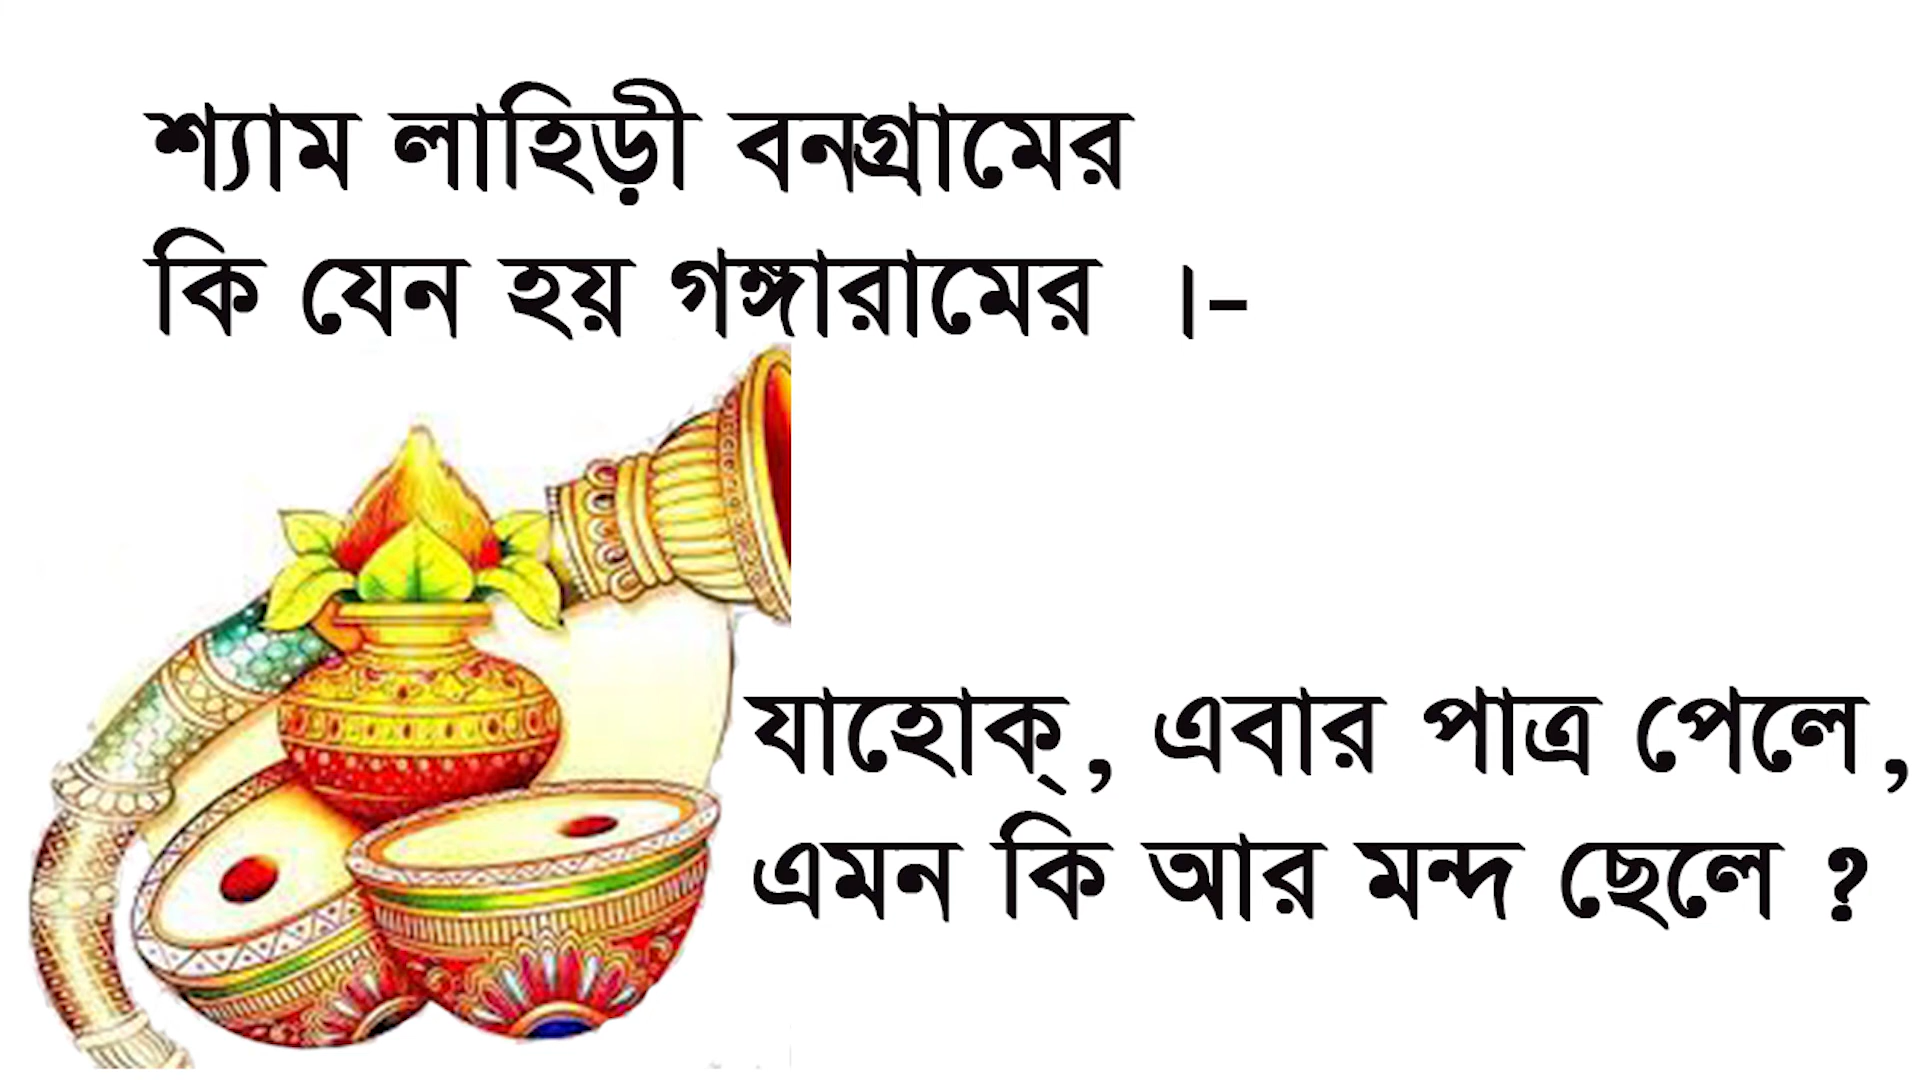 শ্যাম লাহিড়ী বনগ্রামের
কি যেন হয় গঙ্গারামের ।-
যাহোক্, এবার পাত্র পেলে,
এমন কি আর মন্দ ছেলে ?